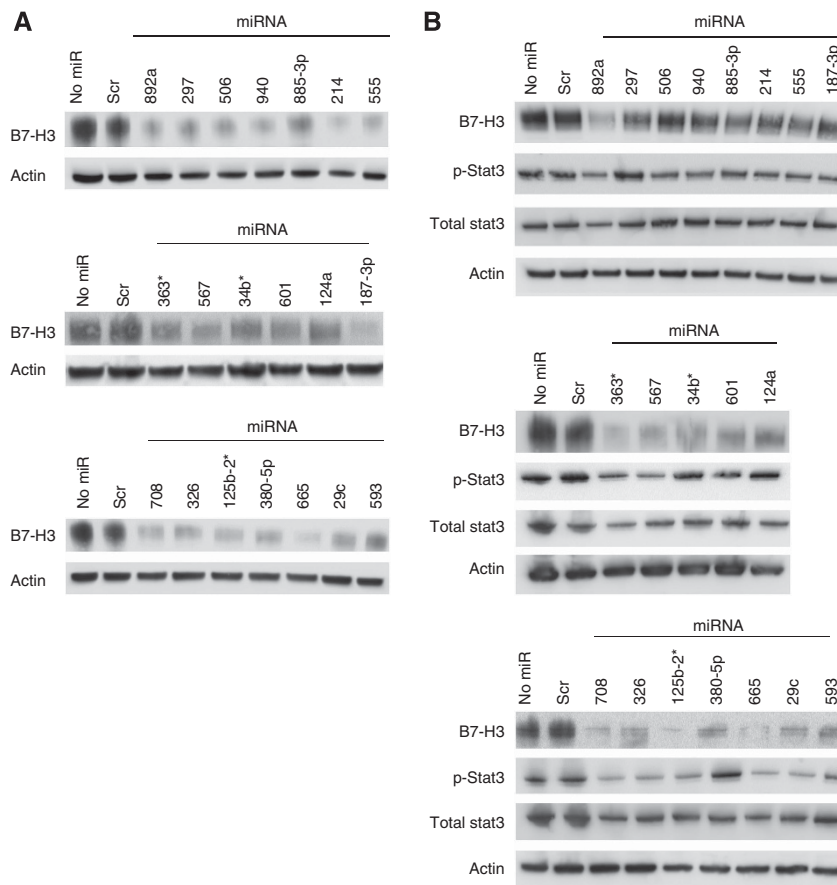 A
miRNA
No miR Scr 892a 297 506 940 885-3p 214 555
B7-H3
Actin
miRNA
No miR Scr 363* 567 34b* 601 124a 187-3p
B7-H3
Actin
miRNA
No miR Scr 708 326 125b-2* 380-5p 665 29c 593
B7-H3
Actin
B
miRNA
No miR Scr 892a 297 506 940 885-3p 214 555 187-3p
B7-H3
p-Stat3
Total stat3
Actin
miRNA
No miR Scr 363* 567 34b* 601 124a
B7-H3
p-Stat3
Total stat3
Actin
miRNA
No miR Scr 708 326 125b-2* 380-5p 665 29c 593
B7-H3
p-Stat3
Total stat3
Actin